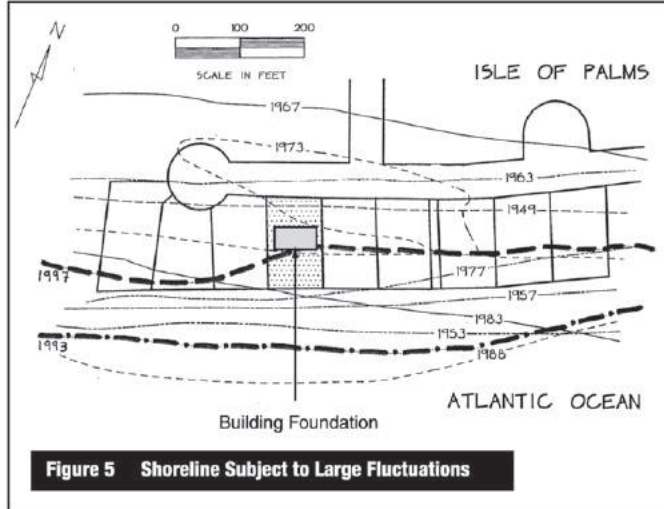 N
0 100 200
SCALE IN FEET
ISLE OF PALMS
1967
1973
1963
1949
1997
1977
1957
1983
1953
1993
1988
ATLANTIC OCEAN
Building Foundation
Figure 5 Shoreline Subject to Large Fluctuations